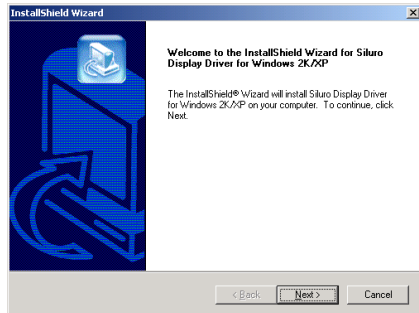 InstallShield Wizard
Welcome to the InstallShield Wizard for Siluro
Display Driver for Windows 2K/XP
The InstallShield® Wizard will install Siluro Display Driver
for Windows 2K/XP on your computer. To continue, click
Next.
< Back
Next >
Cancel